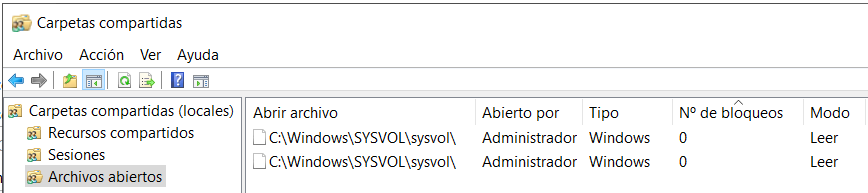 Carpetas compartidas
Archivo Acción Ver Ayuda
Carpetas compartidas (locales)
Recursos compartidos
Sesiones
Archivos abiertos
Abrir archivo Abierto por Tipo Nº de bloqueos Modo
C:\Windows\SYSVOL\sysvol\ Administrador Windows 0 Leer
C:\Windows\SYSVOL\sysvol\ Administrador Windows 0 Leer